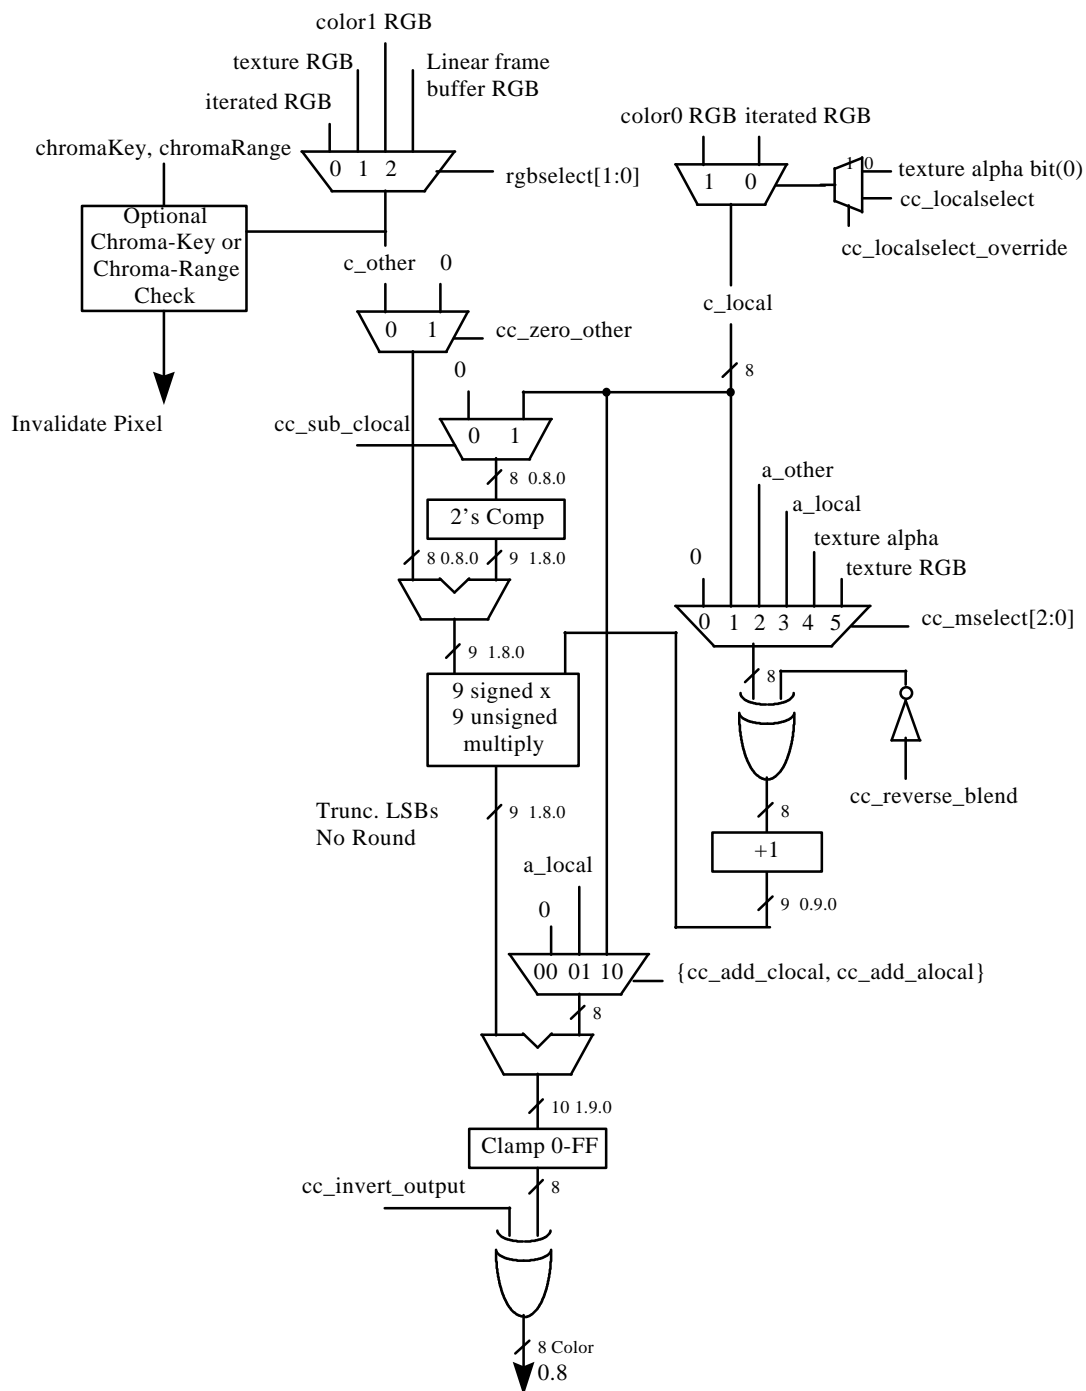 color1 RGB
texture RGB
Linear frame
buffer RGB
iterated RGB
color0 RGB iterated RGB
chromaKey, chromaRange
0 1 2
rgbselect[1:0]
1 0
1 0
texture alpha bit(0)
cc_localselect
cc_localselect_override
Optional
Chroma-Key or
Chroma-Range
Check
c_other 0
c_local
0 1
cc_zero_other
0
8
Invalidate Pixel
cc_sub_clocal
0 1
8 0.8.0
a_other
a_local
2's Comp
texture alpha
8 0.8.0
9 1.8.0
0
texture RGB
0 1 2 3 4 5
cc_mselect[2:0]
9 1.8.0
8
9 signed x
9 unsigned
multiply
cc_reverse_blend
Trunc. LSBs
No Round
9 1.8.0
8
+1
a_local
0
9 0.9.0
00 01 10
{cc_add_clocal, cc_add_alocal}
8
10 1.9.0
Clamp 0-FF
cc_invert_output
8
8 Color
0.8